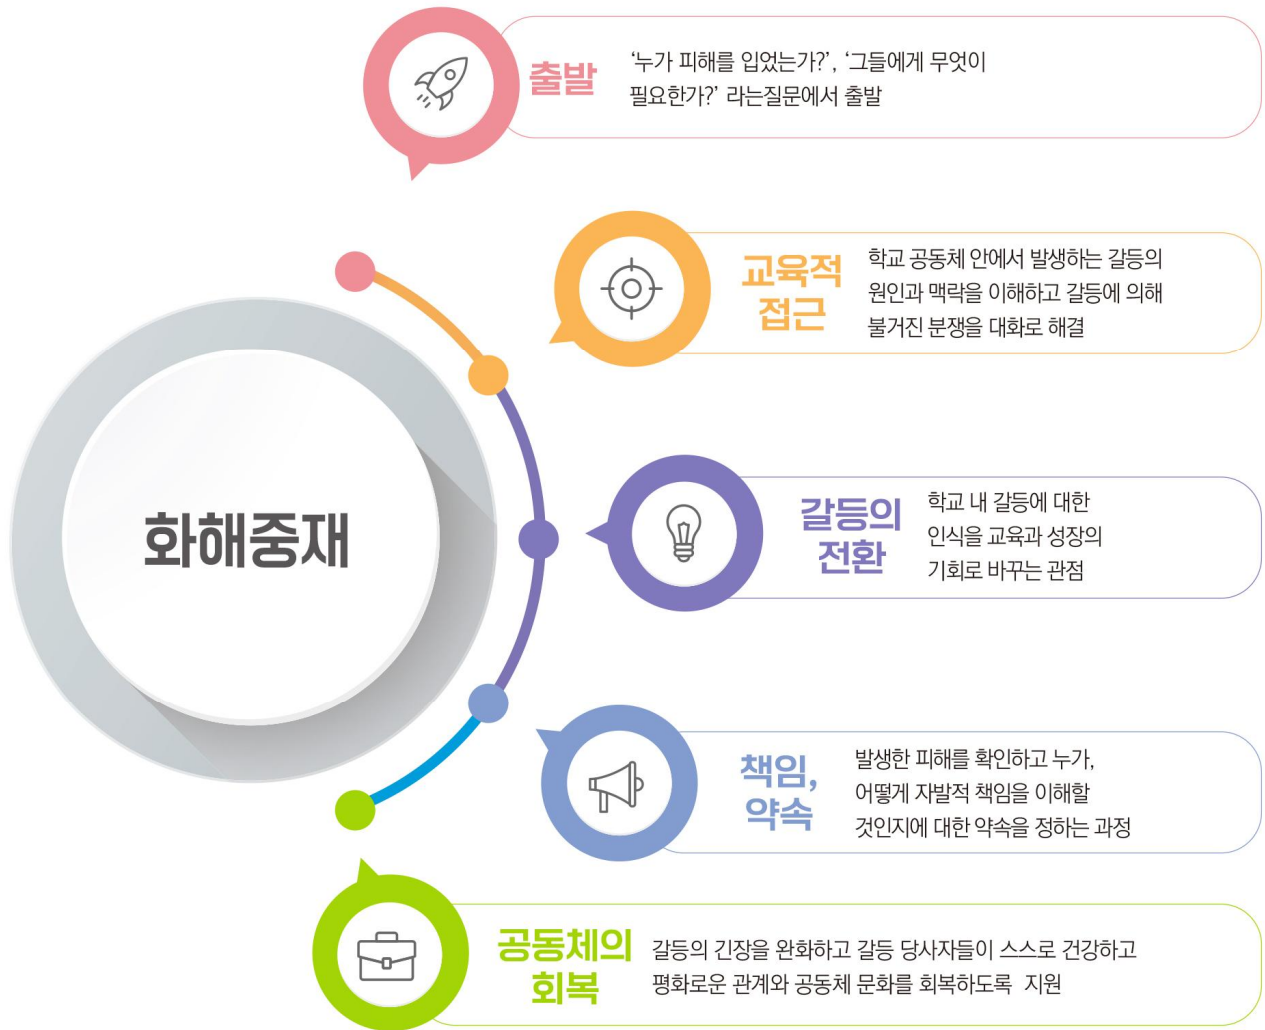 출발
‘누가 피해를 입었는가?’, ‘그들에게 무엇이
필요한가?’ 라는질문에서 출발
교육적
접근
학교 공동체 안에서 발생하는 갈등의
원인과 맥락을 이해하고 갈등에 의해
불거진 분쟁을 대화로 해결
화해중재
갈등의
전환
학교 내 갈등에 대한
인식을 교육과 성장의
기회로 바꾸는 관점
책임,
약속
발생한 피해를 확인하고 누가,
어떻게 자발적 책임을 이해할
것인지에 대한 약속을 정하는 과정
공동체의
회복
갈등의 긴장을 완화하고 갈등 당사자들이 스스로 건강하고
평화로운 관계와 공동체 문화를 회복하도록 지원